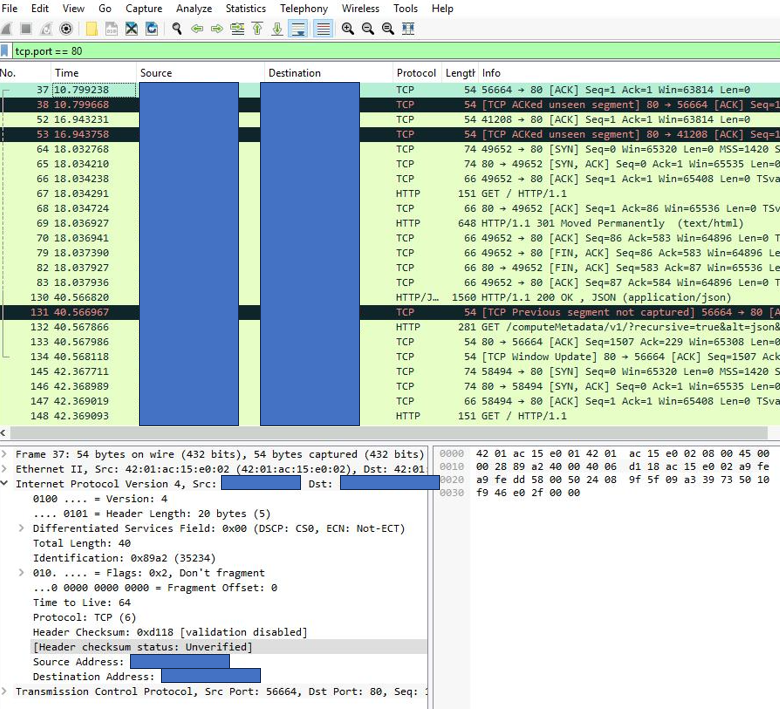 File Edit View Go Capture Analyze Statistics Telephony Wireless Tools Help
tcp.port == 80
No. Time Source Destination Protocol Length Info
37 10.799238 TCP 54 56664 → 80 [ACK] Seq=1 Ack=1 Win=63814 Len=0
38 10.799668 TCP 54 [TCP ACKed unseen segment] 80 → 56664 [ACK] Seq=1
52 16.943231 TCP 54 41208 → 80 [ACK] Seq=1 Ack=1 Win=63814 Len=0
53 16.943758 TCP 54 [TCP ACKed unseen segment] 80 → 41208 [ACK] Seq=1
64 18.032768 TCP 74 49652 → 80 [SYN] Seq=0 Win=65320 Len=0 MSS=1420 S
65 18.034210 TCP 74 80 → 49652 [SYN, ACK] Seq=0 Ack=1 Win=65535 Len=0
66 18.034238 TCP 66 49652 → 80 [ACK] Seq=1 Ack=1 Win=65408 Len=0 TSva
67 18.034291 HTTP 151 GET / HTTP/1.1
68 18.034724 TCP 66 80 → 49652 [ACK] Seq=1 Ack=86 Win=65536 Len=0 TSv
69 18.036927 HTTP 648 HTTP/1.1 301 Moved Permanently (text/html)
70 18.036941 TCP 66 49652 → 80 [ACK] Seq=86 Ack=583 Win=64896 Len=0 T
79 18.037390 TCP 66 49652 → 80 [FIN, ACK] Seq=86 Ack=583 Win=64896 Le
82 18.037927 TCP 66 80 → 49652 [FIN, ACK] Seq=583 Ack=87 Win=65536 Le
83 18.037936 TCP 66 49652 → 80 [ACK] Seq=87 Ack=584 Win=64896 Len=0 T
130 40.566820 HTTP/J… 1560 HTTP/1.1 200 OK , JSON (application/json)
131 40.566967 TCP 54 [TCP Previous segment not captured] 56664 → 80 [A
132 40.567866 HTTP 281 GET /computeMetadata/v1/?recursive=true&alt=json&
133 40.567986 TCP 54 80 → 56664 [ACK] Seq=1507 Ack=229 Win=65308 Len=0
134 40.568118 TCP 54 [TCP Window Update] 80 → 56664 [ACK] Seq=1507 Ack
145 42.367711 TCP 74 58494 → 80 [SYN] Seq=0 Win=65320 Len=0 MSS=1420 S
146 42.368989 TCP 74 80 → 58494 [SYN, ACK] Seq=0 Ack=1 Win=65535 Len=0
147 42.369019 TCP 66 58494 → 80 [ACK] Seq=1 Ack=1 Win=65408 Len=0 TSva
148 42.369093 HTTP 151 GET / HTTP/1.1
Frame 37: 54 bytes on wire (432 bits), 54 bytes captured (432 bits)
Ethernet II, Src: 42:01:ac:15:e0:02 (42:01:ac:15:e0:02), Dst: 42:01
Internet Protocol Version 4, Src: Dst:
0100 .... = Version: 4
.... 0101 = Header Length: 20 bytes (5)
Differentiated Services Field: 0x00 (DSCP: CS0, ECN: Not-ECT)
Total Length: 40
Identification: 0x89a2 (35234)
010. .... = Flags: 0x2, Don't fragment
...0 0000 0000 0000 = Fragment Offset: 0
Time to Live: 64
Protocol: TCP (6)
Header Checksum: 0xd118 [validation disabled]
[Header checksum status: Unverified]
Source Address:
Destination Address:
Transmission Control Protocol, Src Port: 56664, Dst Port: 80, Seq: 1
0000 42 01 ac 15 e0 01 42 01 ac 15 e0 02 08 00 45 00
0010 00 28 89 a2 40 00 40 06 d1 18 ac 15 e0 02 a9 fe
0020 a9 fe dd 58 00 50 24 08 9f 5f 09 a3 39 73 50 10
0030 f9 46 e0 2f 00 00